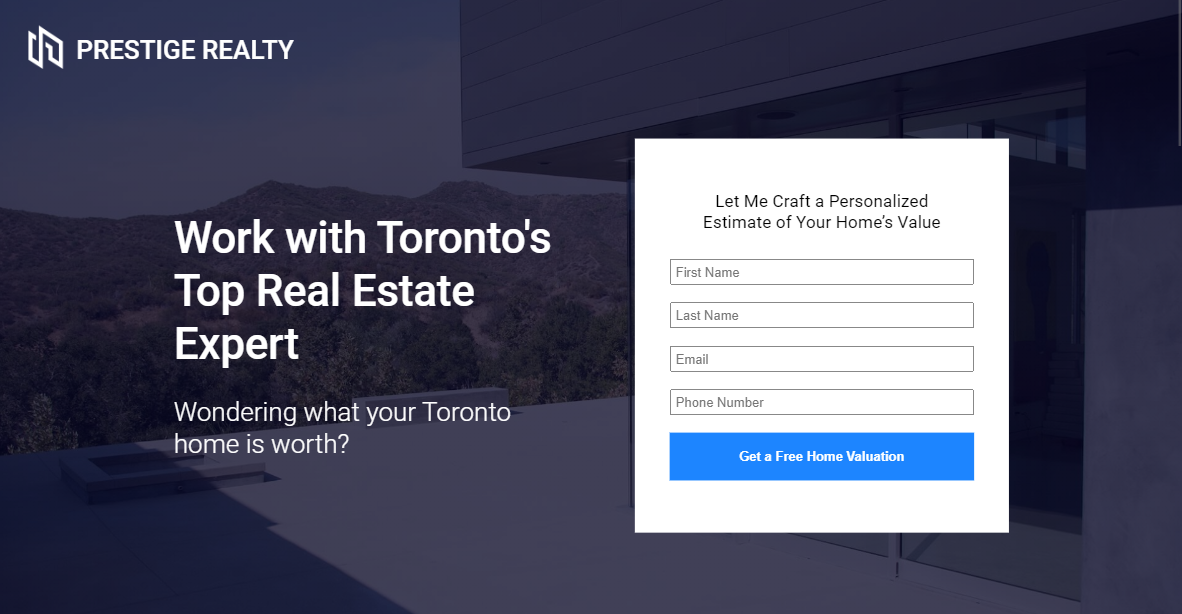 PRESTIGE REALTY
Work with Toronto's
Top Real Estate
Expert
Wondering what your Toronto
home is worth?
Let Me Craft a Personalized
Estimate of Your Home’s Value
First Name
Last Name
Email
Phone Number
Get a Free Home Valuation